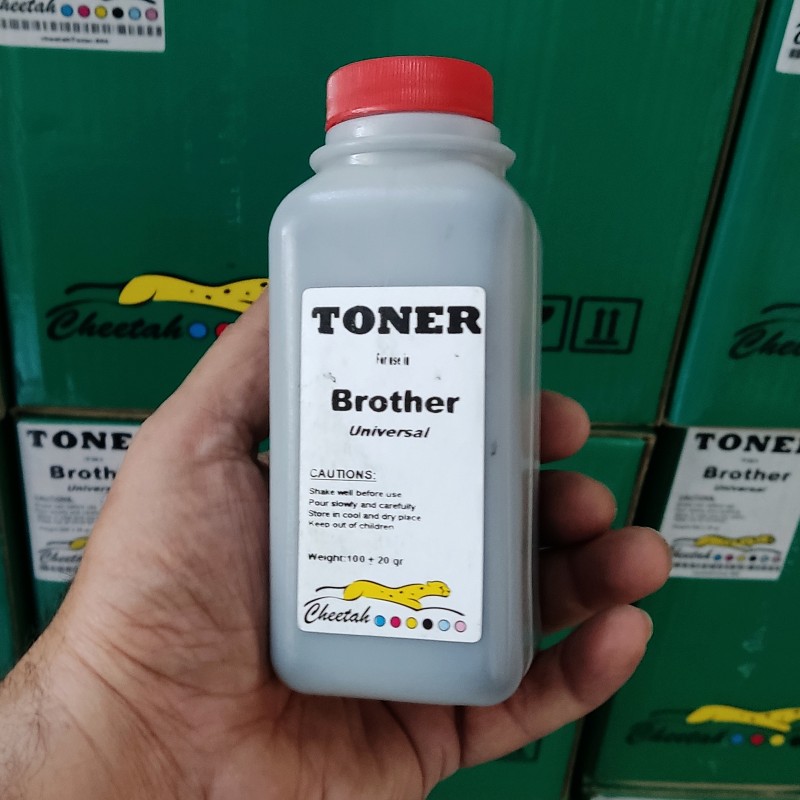 Cheetah
TONER
For use in
Brother
Universal
CAUTIONS:
Shake well before use
Pour slowly and carefully
Store in cool and dry place
Keep out of children
Weight:100 ± 20 gr
Cheetah
Cheetah
TONER
Brother
Universal
TONER
Brother
Universal
Cheetah
Cheetah